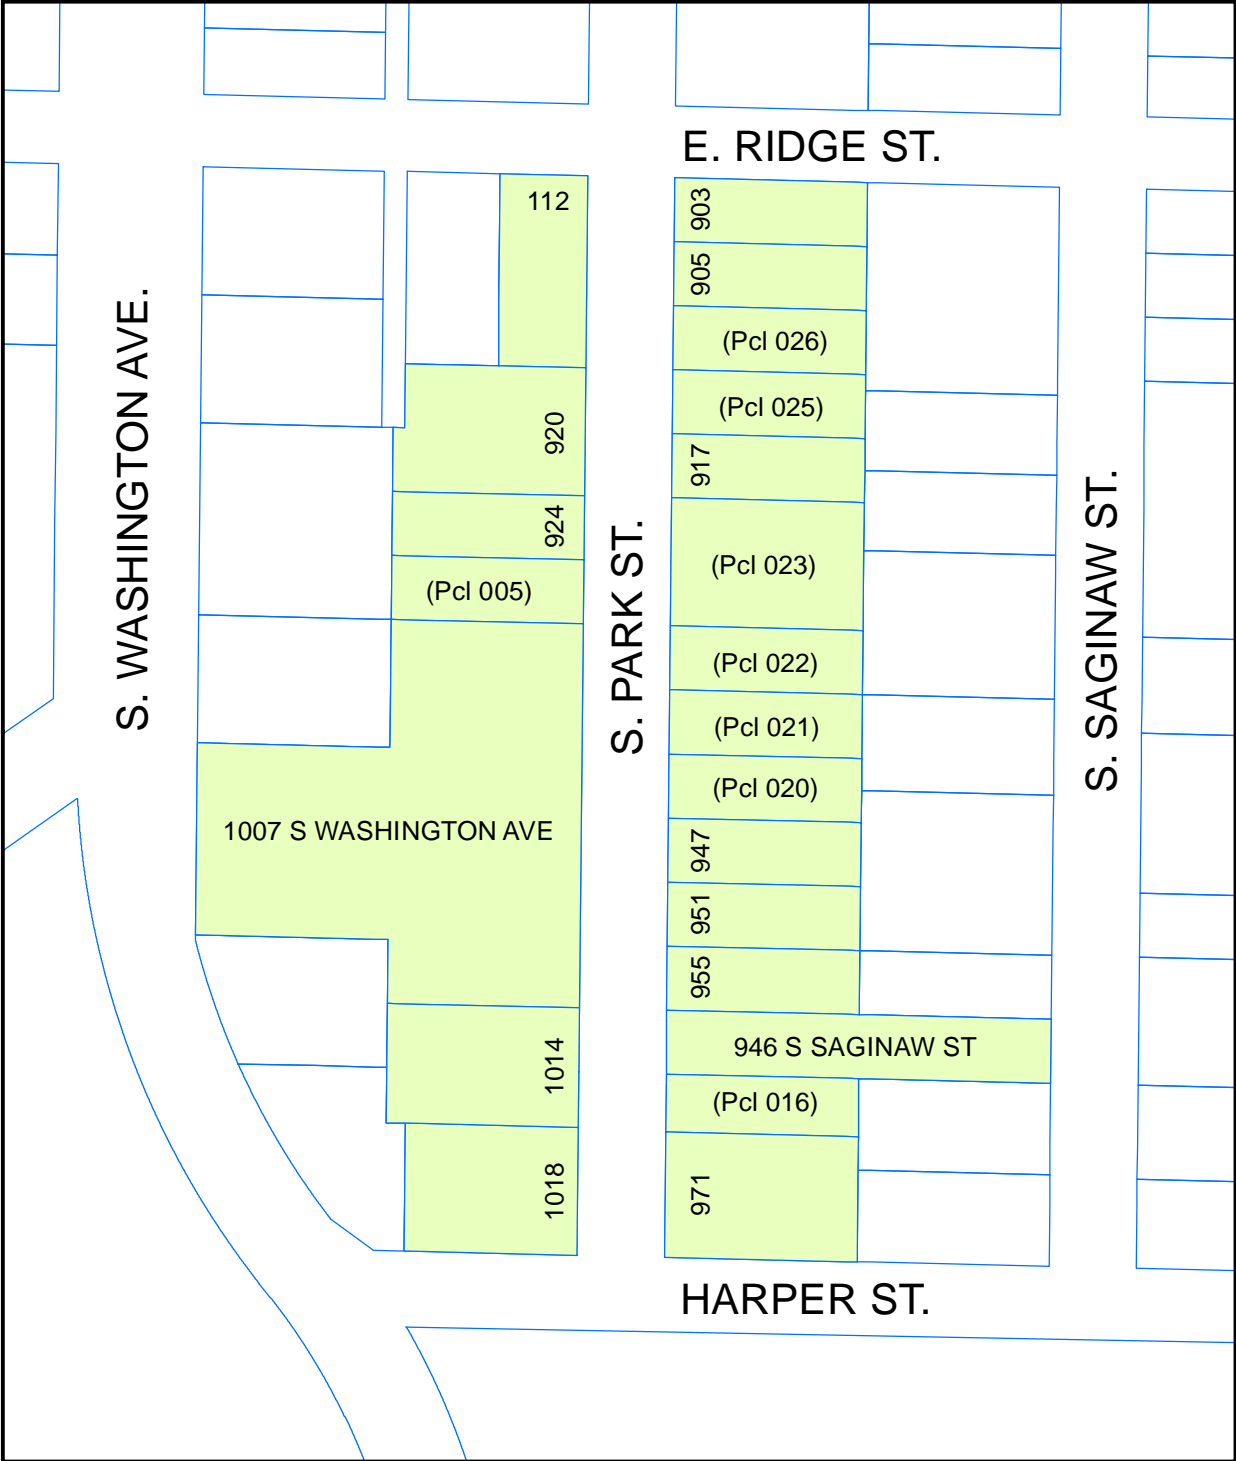 E. RIDGE ST.
112
903
905
(Pcl 026)
(Pcl 025)
920
917
924
(Pcl 005)
(Pcl 023)
S. WASHINGTON AVE.
S. PARK ST.
S. SAGINAW ST.
(Pcl 022)
(Pcl 021)
(Pcl 020)
1007 S WASHINGTON AVE
947
951
955
946 S SAGINAW ST
1014
(Pcl 016)
1018
971
HARPER ST.